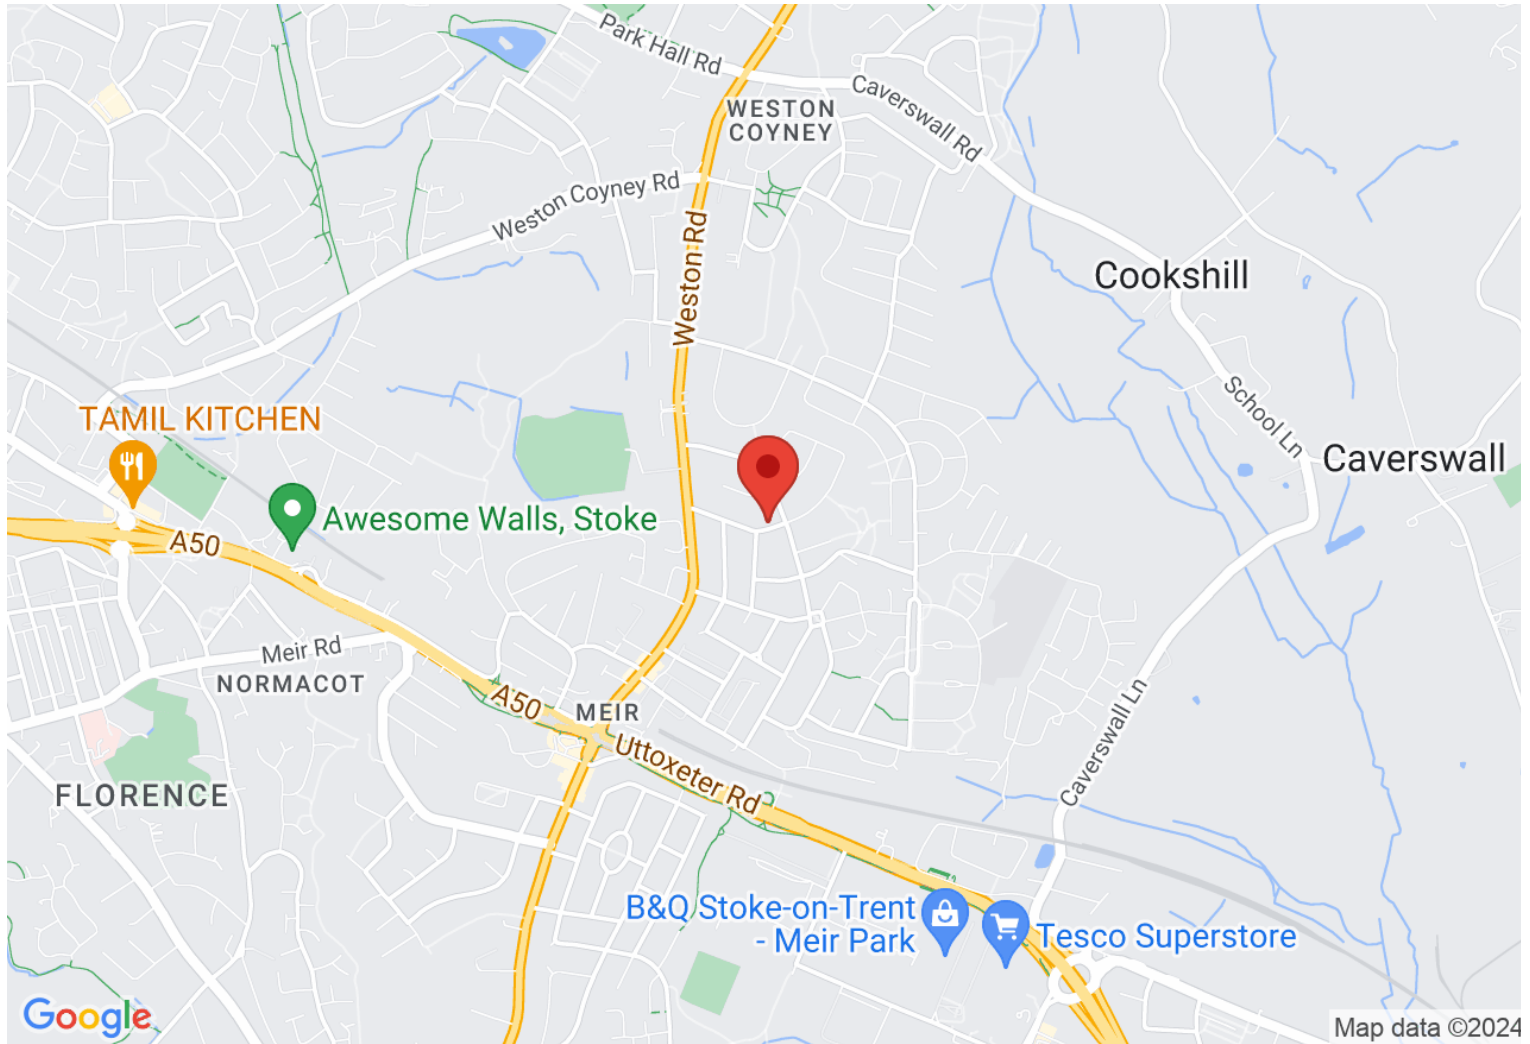 Park Hall Rd
Caverswall Rd
WESTON
COYNEY
Weston Coyney Rd
Weston Rd
Cookshill
School Ln
Caverswall
TAMIL KITCHEN
Awesome Walls, Stoke
A50
Meir Rd
NORMACOT
A50
MEIR
Uttoxeter Rd
Caverswall Ln
FLORENCE
B&Q Stoke-on-Trent
- Meir Park
Tesco Superstore
Google
Map data ©2024